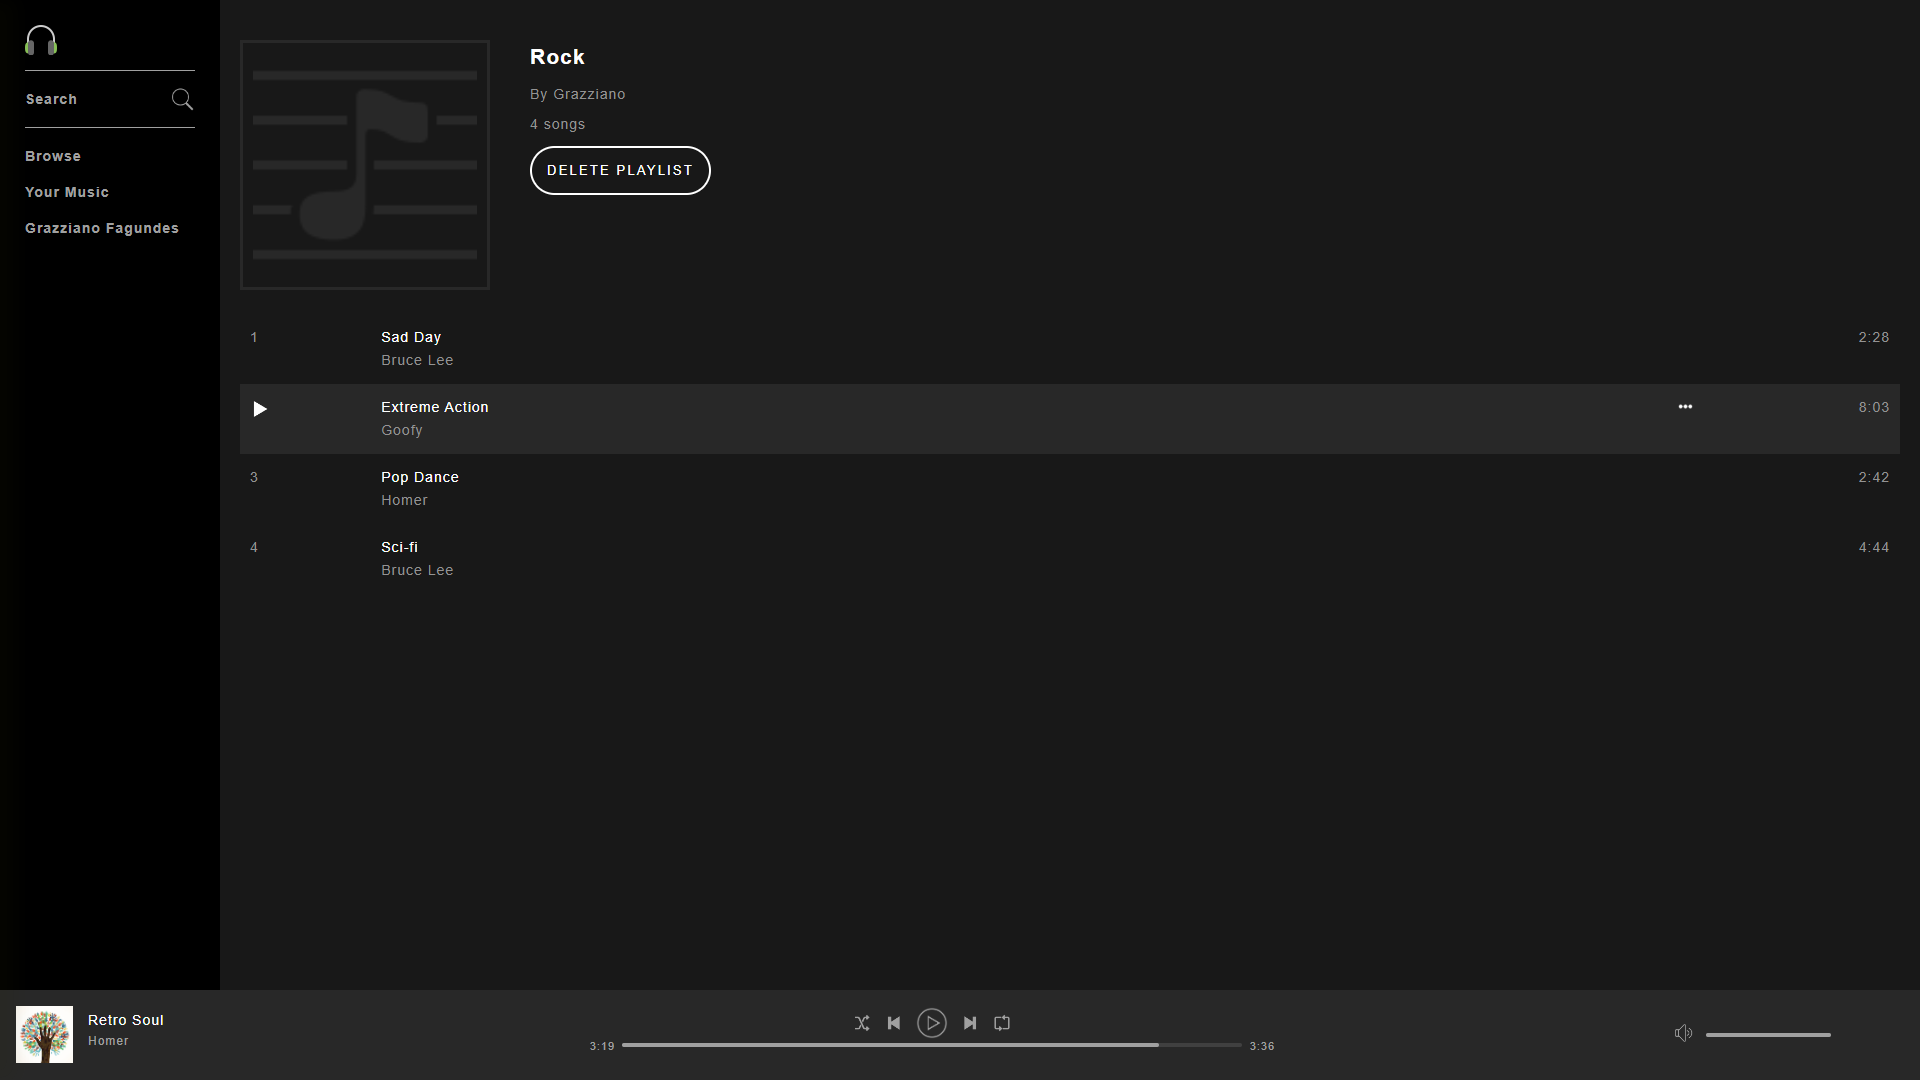 Search
Browse
Your Music
Grazziano Fagundes
Rock
By Grazziano
4 songs
DELETE PLAYLIST
1 Sad Day 2:28
Bruce Lee
Extreme Action ••• 8:03
Goofy
3 Pop Dance 2:42
Homer
4 Sci-fi 4:44
Bruce Lee
Retro Soul
Homer
3:19 3:36